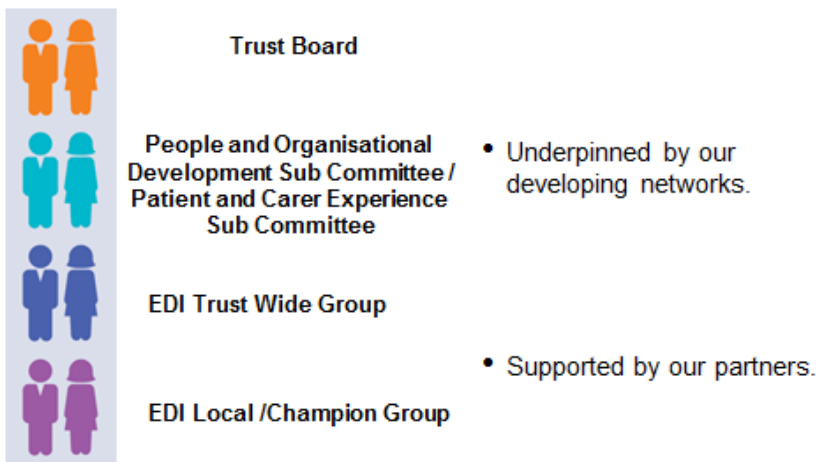 Trust Board
People and Organisational
Development Sub Committee /
Patient and Carer Experience
Sub Committee
EDI Trust Wide Group
EDI Local /Champion Group
• Underpinned by our
developing networks.
• Supported by our partners.